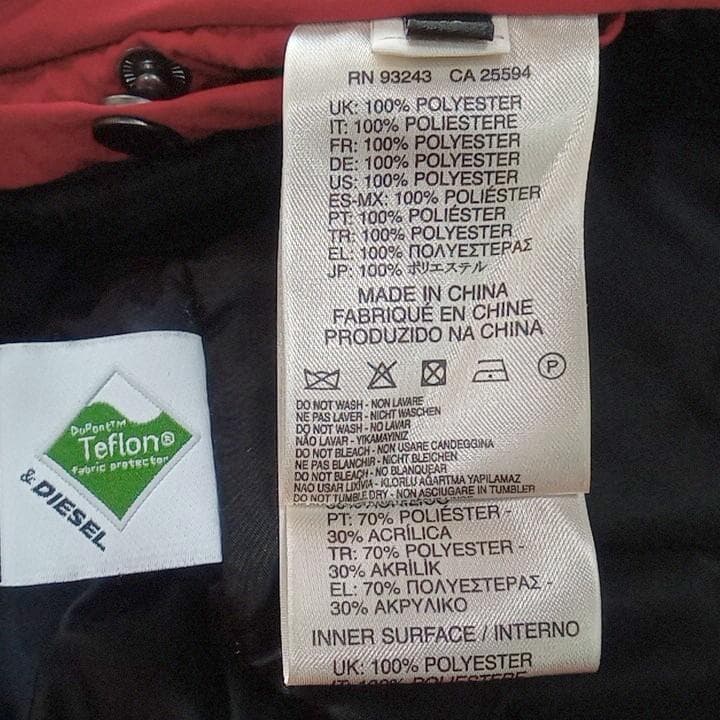 RN 93243 CA 25594
UK: 100% POLYESTER
IT: 100% POLIESTERE
FR: 100% POLYESTER
DE: 100% POLYESTER
US: 100% POLYESTER
ES-MX: 100% POLIÉSTER
PT: 100% POLIÉSTER
TR: 100% POLYESTER
EL: 100% ΠΟΛΥΕΣΤΕΡΑΣ
JP: 100% ポリエステル
MADE IN CHINA
FABRIQUÉ EN CHINE
PRODUZIDO NA CHINA
P
DO NOT WASH - NON LAVARE
NE PAS LAVER - NICHT WASCHEN
DO NOT WASH - NO LAVAR
NÃO LAVAR - YIKAMAYINIZ
DO NOT BLEACH - NON USARE CANDEGGINA
NE PAS BLANCHIR - NICHT BLEICHEN
DO NOT BLEACH - NO BLANQUEAR
NAO USAR LIXÍVIA - KLORLU AĞARTMA YAPILAMAZ
DO NOT TUMBLE DRY - NON ASCIUGARE IN TUMBLER
PT: 70% POLIÉSTER -
30% ACRÍLICA
TR: 70% POLYESTER -
30% AKRİLİK
EL: 70% ΠΟΛΥΕΣΤΕΡΑΣ -
30% ΑΚΡΥΛΙΚΟ
INNER SURFACE / INTERNO
UK: 100% POLYESTER
IT: 100% POLIESTERE
DuPont™
Teflon®
fabric protector
& DIESEL